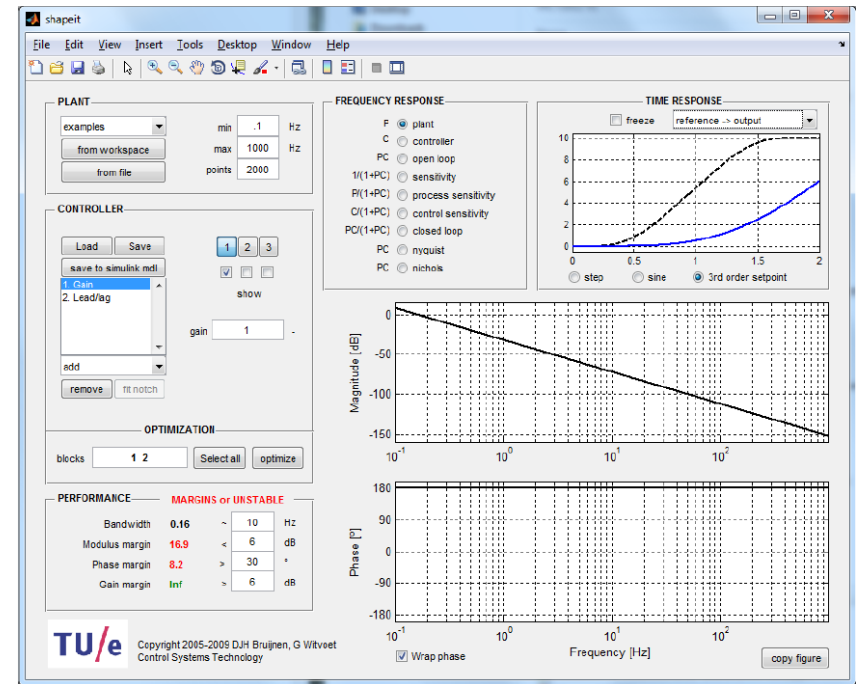 shapeit
File Edit View Insert Tools Desktop Window Help
PLANT
examples
from workspace
from file
min .1 Hz
max 1000 Hz
points 2000
CONTROLLER
Load Save
save to simulink mdl
1. Gain
2. Lead/lag
add
remove fit notch
1 2 3
show
gain 1 -
OPTIMIZATION
blocks 1 2 Select all optimize
PERFORMANCE MARGINS or UNSTABLE
Bandwidth 0.16 ~ 10 Hz
Modulus margin 16.9 < 6 dB
Phase margin 8.2 > 30 °
Gain margin Inf > 6 dB
TU/e
Copyright 2005-2009 DJH Bruijnen, G Witvoet
Control Systems Technology
FREQUENCY RESPONSE
P plant
C controller
PC open loop
1/(1+PC) sensitivity
P/(1+PC) process sensitivity
C/(1+PC) control sensitivity
PC/(1+PC) closed loop
PC nyquist
PC nichols
TIME RESPONSE
freeze reference -> output
10
8
6
4
2
0
0 0.5 1 1.5 2
step sine 3rd order setpoint
Magnitude [dB]
0
-50
-100
-150
10^-1 10^0 10^1 10^2
Phase [º]
180
90
0
-90
-180
10^-1 10^0 10^1 10^2
Wrap phase
Frequency [Hz]
copy figure